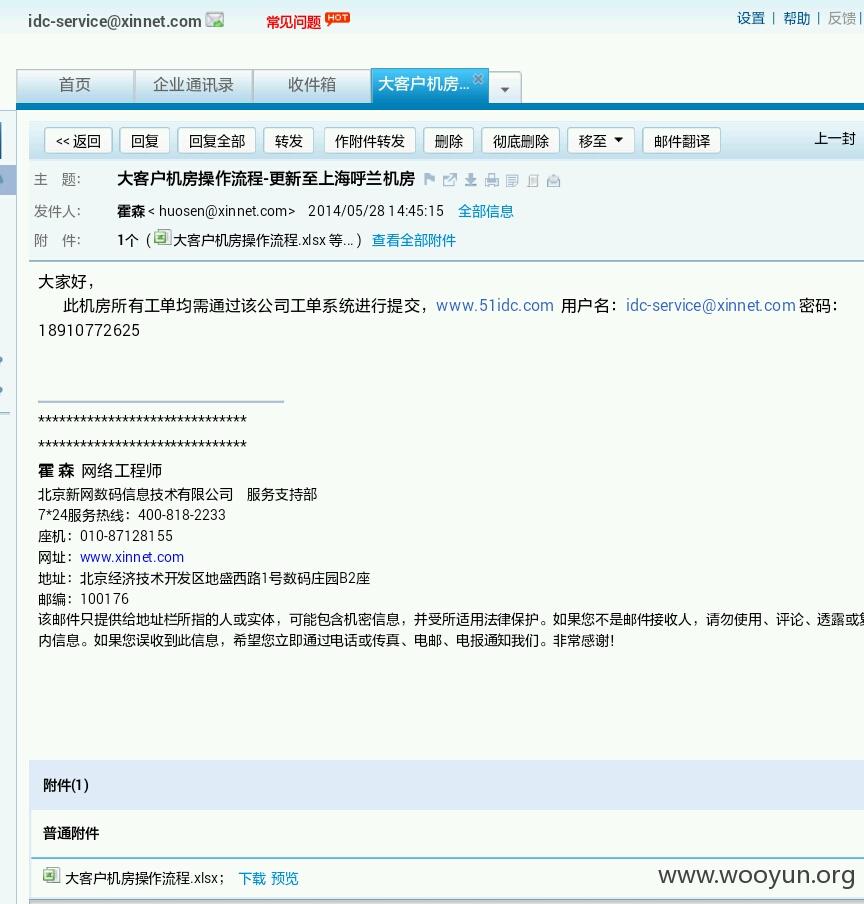 idc-service@xinnet.com 常见问题 HOT 设置 | 帮助 | 反馈 |
首页 企业通讯录 收件箱 大客户机房...
<< 返回 回复 回复全部 转发 作附件转发 删除 彻底删除 移至 邮件翻译 上一封
主 题： 大客户机房操作流程-更新至上海呼兰机房
发件人： 霍森 < huosen@xinnet.com> 2014/05/28 14:45:15 全部信息
附 件： 1个 ( 大客户机房操作流程.xlsx 等... ) 查看全部附件
大家好，
此机房所有工单均需通过该公司工单系统进行提交，www.51idc.com 用户名：idc-service@xinnet.com 密码：
18910772625
******************************
******************************
霍 森 网络工程师
北京新网数码信息技术有限公司 服务支持部
7*24服务热线：400-818-2233
座机：010-87128155
网址：www.xinnet.com
地址：北京经济技术开发区地盛西路1号数码庄园B2座
邮编：100176
该邮件只提供给地址栏所指的人或实体，可能包含机密信息，并受所适用法律保护。如果您不是邮件接收人，请勿使用、评论、透露或
内信息。如果您误收到此信息，希望您立即通过电话或传真、电邮、电报通知我们。非常感谢！
附件(1)
普通附件
大客户机房操作流程.xlsx； 下载 预览
www.wooyun.org